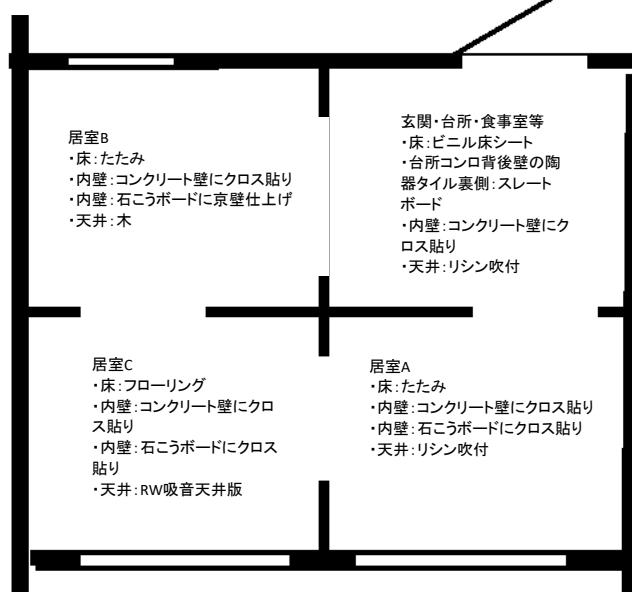 居室B
・床：たたみ
・内壁：コンクリート壁にクロス貼り
・内壁：石こうボードに京壁仕上げ
・天井：木
玄関・台所・食事室等
・床：ビニル床シート
・台所コンロ背後壁の陶
器タイル裏側：スレート
ボード
・内壁：コンクリート壁にク
ロス貼り
・天井：リシン吹付
居室C
・床：フローリング
・内壁：コンクリート壁にクロ
ス貼り
・内壁：石こうボードにクロス
貼り
・天井：RW吸音天井版
居室A
・床：たたみ
・内壁：コンクリート壁にクロス貼り
・内壁：石こうボードにクロス貼り
・天井：リシン吹付